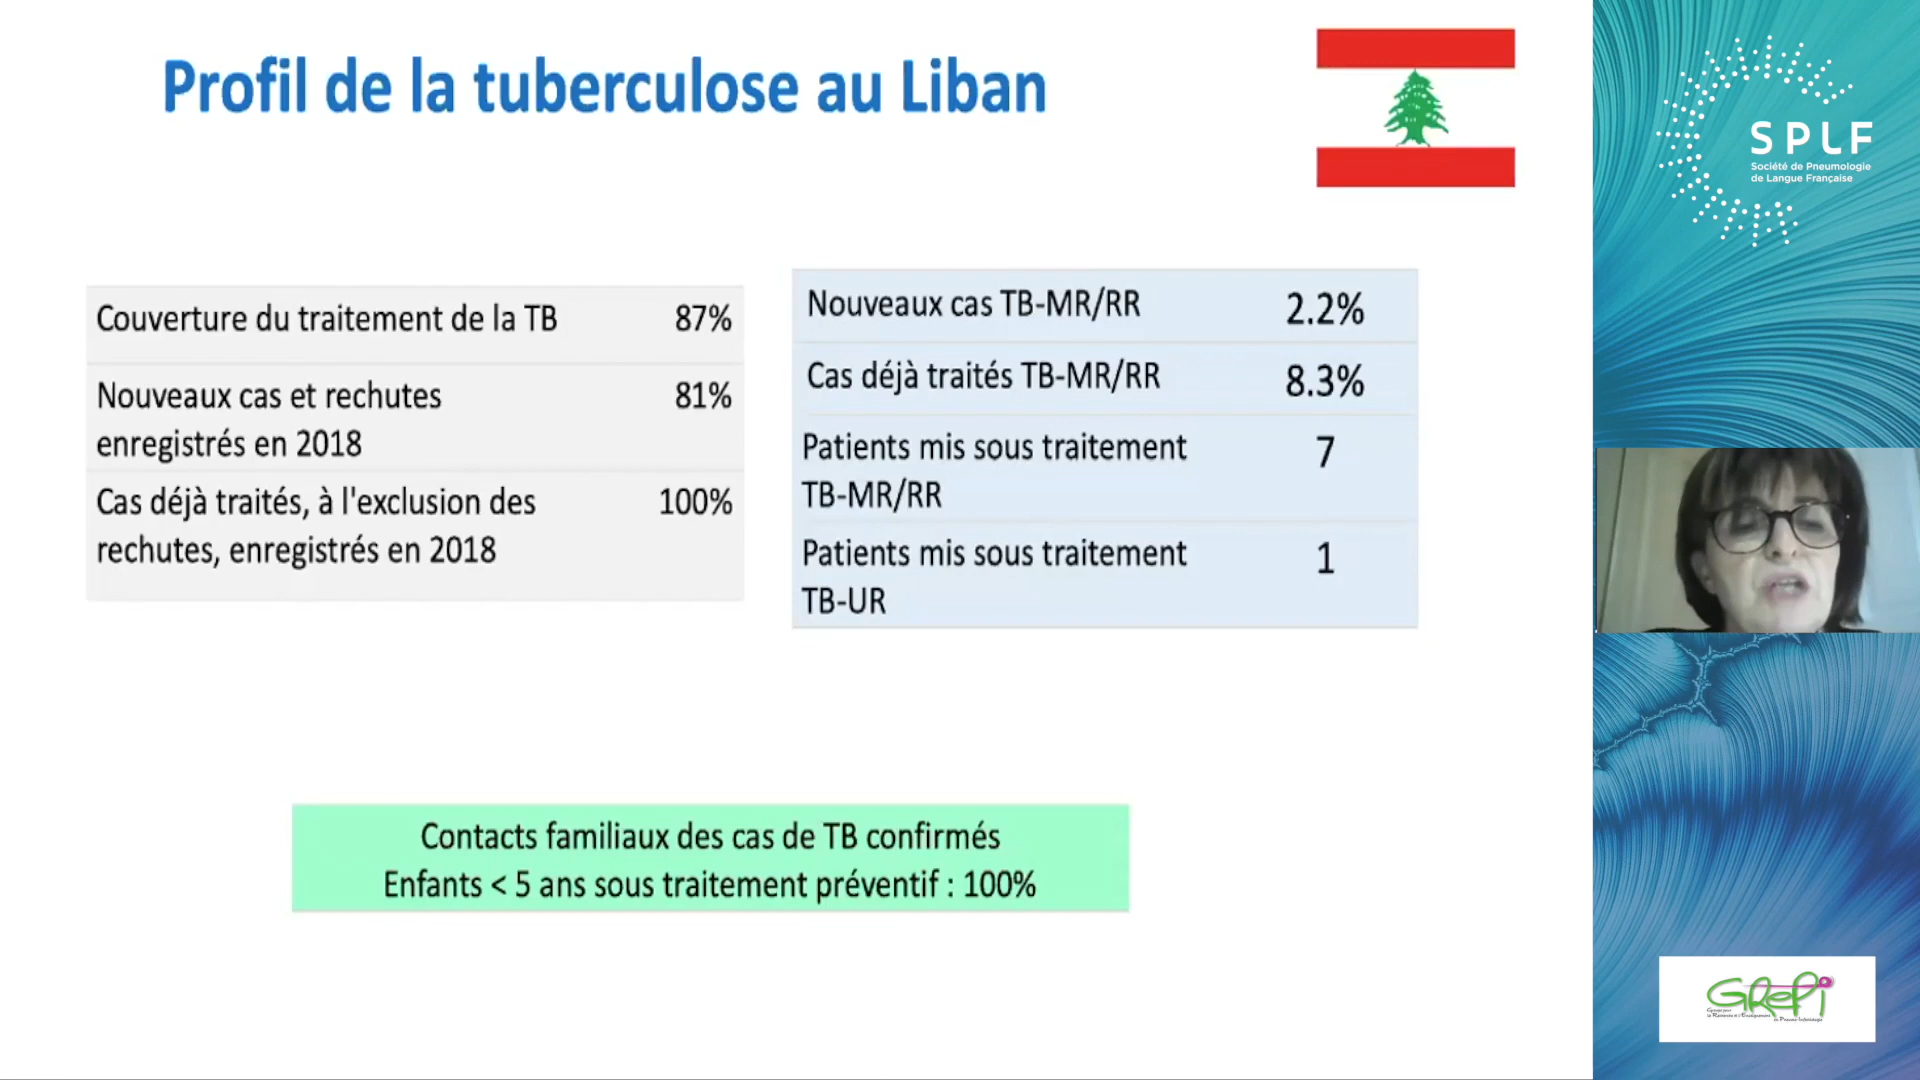 Profil de la tuberculose au Liban
SPLF
Société de Pneumologie
de Langue Française
Couverture du traitement de la TB 87%
Nouveaux cas et rechutes 81%
enregistrés en 2018
Cas déjà traités, à l'exclusion des 100%
rechutes, enregistrés en 2018
Nouveaux cas TB-MR/RR 2.2%
Cas déjà traités TB-MR/RR 8.3%
Patients mis sous traitement 7
TB-MR/RR
Patients mis sous traitement 1
TB-UR
Contacts familiaux des cas de TB confirmés
Enfants < 5 ans sous traitement préventif : 100%
GREPI